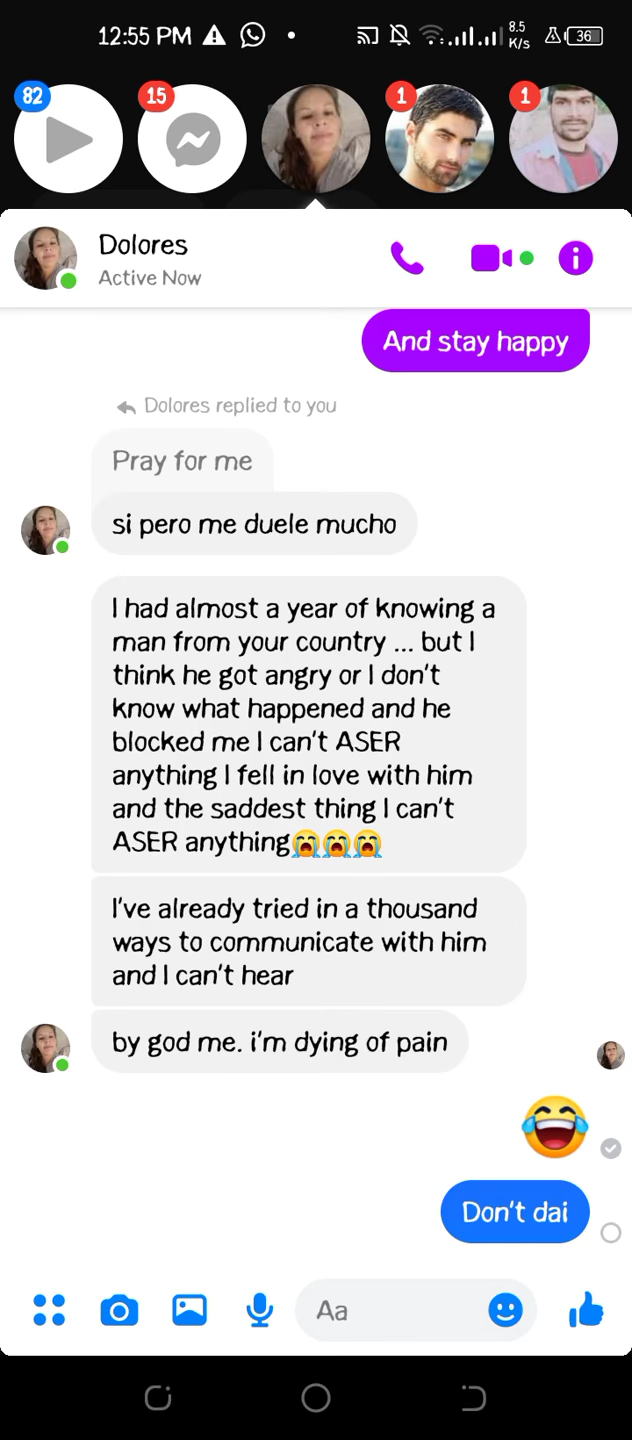 12:55 PM
8.5
K/s
36
82
15
1
1
Dolores
Active Now
And stay happy
Dolores replied to you
Pray for me
si pero me duele mucho
I had almost a year of knowing a
man from your country ... but I
think he got angry or I don't
know what happened and he
blocked me I can't ASER
anything I fell in love with him
and the saddest thing I can't
ASER anything😭😭😭
I've already tried in a thousand
ways to communicate with him
and I can't hear
by god me. i'm dying of pain
😂
Don't dai
Aa